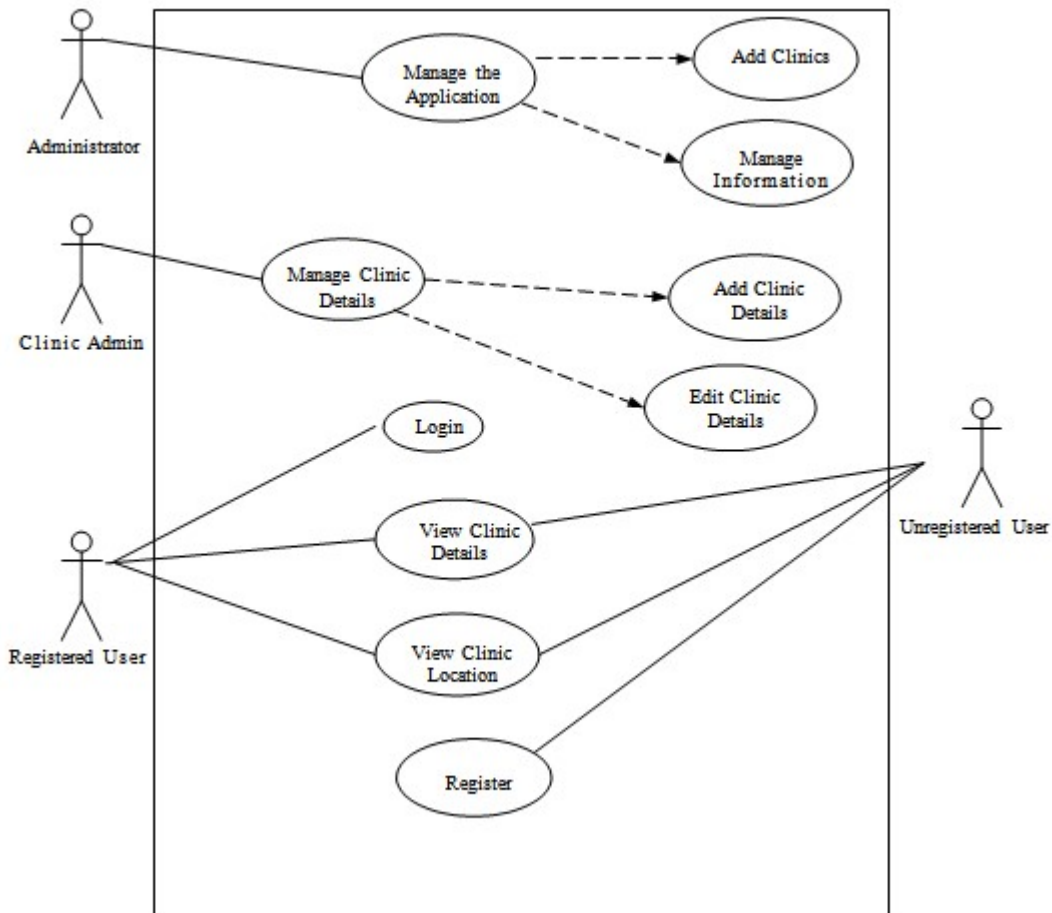 Add Clinics
Manage the
Application
Administrator
Manage
Information
Manage Clinic
Details
Add Clinic
Details
Clinic Admin
Edit Clinic
Details
Login
View Clinic
Details
Unregistered User
Registered User
View Clinic
Location
Register